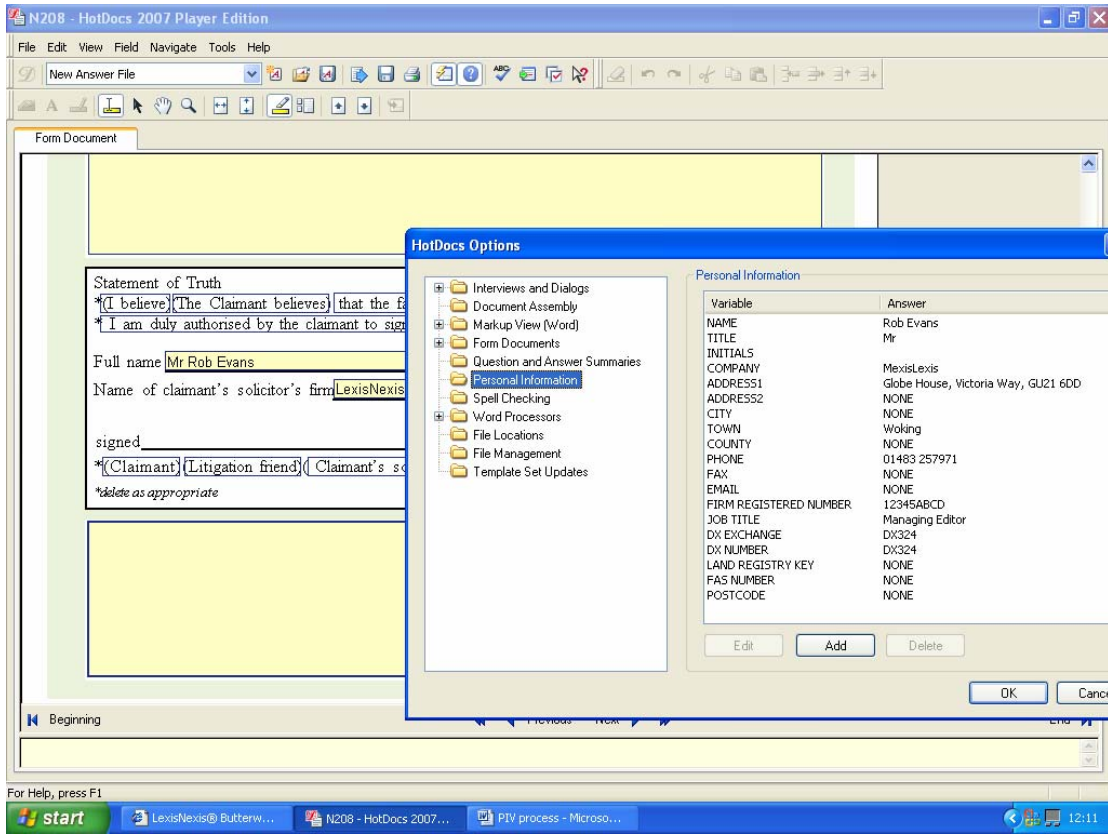 N208 - HotDocs 2007 Player Edition
File Edit View Field Navigate Tools Help
New Answer File
Form Document
Statement of Truth
*(I believe)(The Claimant believes) that the fa
* I am duly authorised by the claimant to sig
Full name Mr Rob Evans
Name of claimant's solicitor's firm LexisNexis
signed
*(Claimant)(Litigation friend)( Claimant's so
*delete as appropriate
HotDocs Options
Interviews and Dialogs
Document Assembly
Markup View (Word)
Form Documents
Question and Answer Summaries
Personal Information
Spell Checking
Word Processors
File Locations
File Management
Template Set Updates
Personal Information
Variable Answer
NAME Rob Evans
TITLE Mr
INITIALS
COMPANY MexisLexis
ADDRESS1 Globe House, Victoria Way, GU21 6DD
ADDRESS2 NONE
CITY NONE
TOWN Woking
COUNTY NONE
PHONE 01483 257971
FAX NONE
EMAIL NONE
FIRM REGISTERED NUMBER 12345ABCD
JOB TITLE Managing Editor
DX EXCHANGE DX324
DX NUMBER DX324
LAND REGISTRY KEY NONE
FAS NUMBER NONE
POSTCODE NONE
Edit Add Delete
OK Cance
Beginning Previous Next End
For Help, press F1
start LexisNexis® Butterw... N208 - HotDocs 2007... PIV process - Microso... 12:11